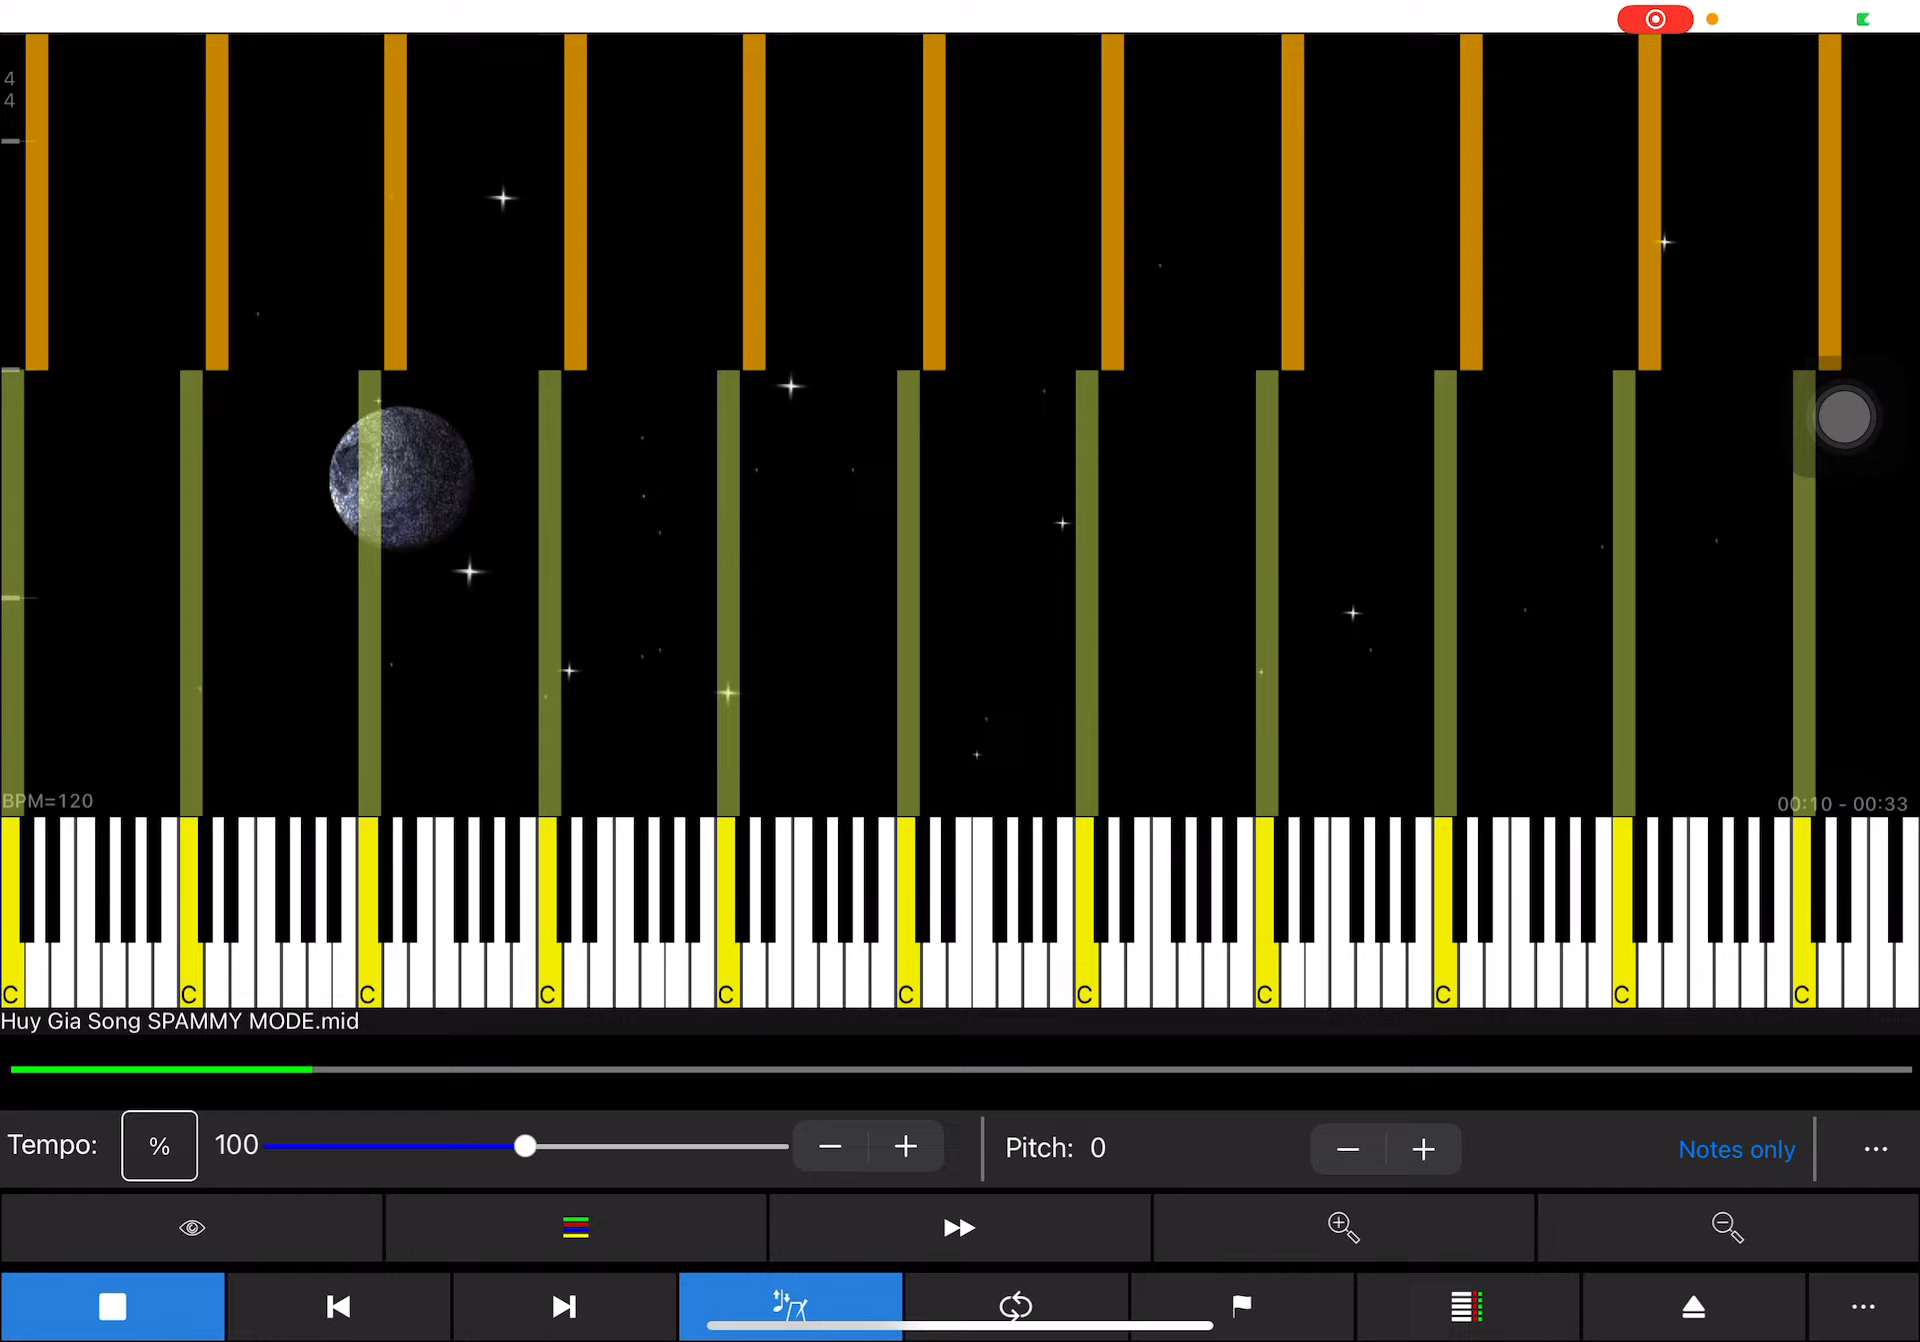 4
4
BPM=120
00:10 - 00:33
C C C C C C C C C C C
Huy Gia Song SPAMMY MODE.mid
Tempo: % 100 Pitch: 0 Notes only